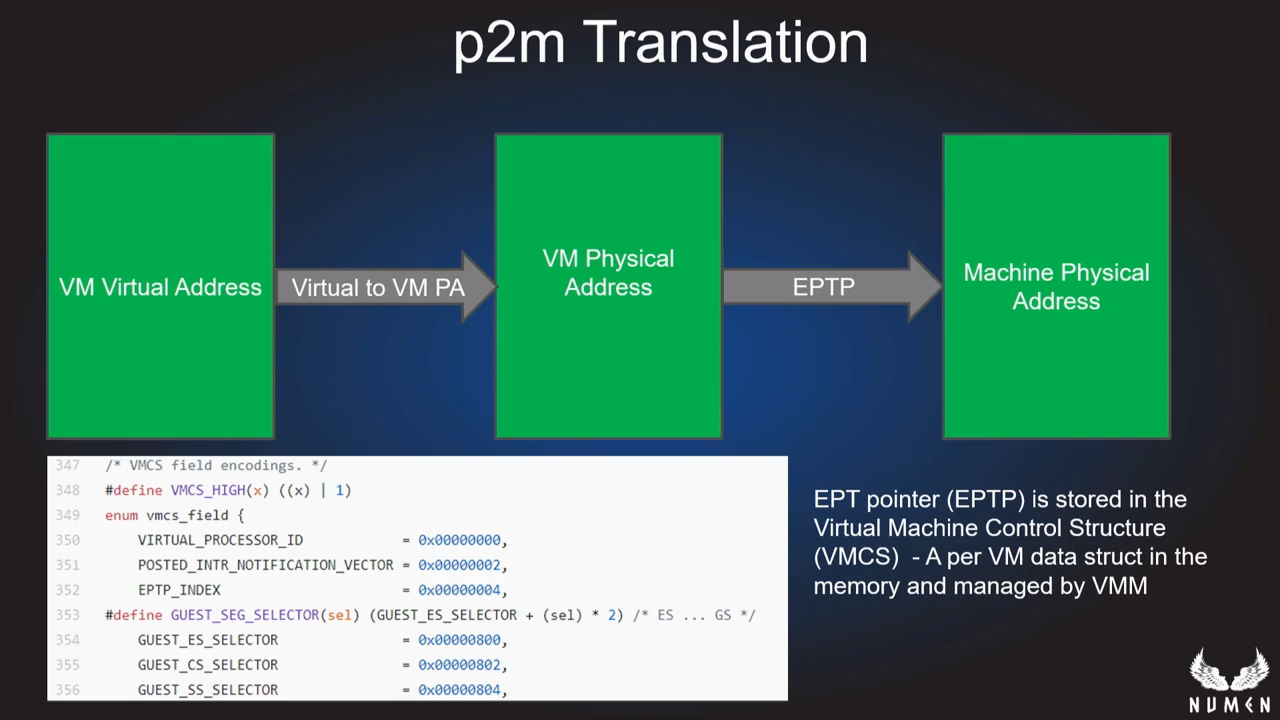 p2m Translation
VM Virtual Address
Virtual to VM PA
VM Physical
Address
EPTP
Machine Physical
Address
347 /* VMCS field encodings. */
348 #define VMCS_HIGH(x) ((x) | 1)
349 enum vmcs_field {
350 VIRTUAL_PROCESSOR_ID = 0x00000000,
351 POSTED_INTR_NOTIFICATION_VECTOR = 0x00000002,
352 EPTP_INDEX = 0x00000004,
353 #define GUEST_SEG_SELECTOR(sel) (GUEST_ES_SELECTOR + (sel) * 2) /* ES ... GS */
354 GUEST_ES_SELECTOR = 0x00000800,
355 GUEST_CS_SELECTOR = 0x00000802,
356 GUEST_SS_SELECTOR = 0x00000804,
EPT pointer (EPTP) is stored in the
Virtual Machine Control Structure
(VMCS) - A per VM data struct in the
memory and managed by VMM
NUMEN